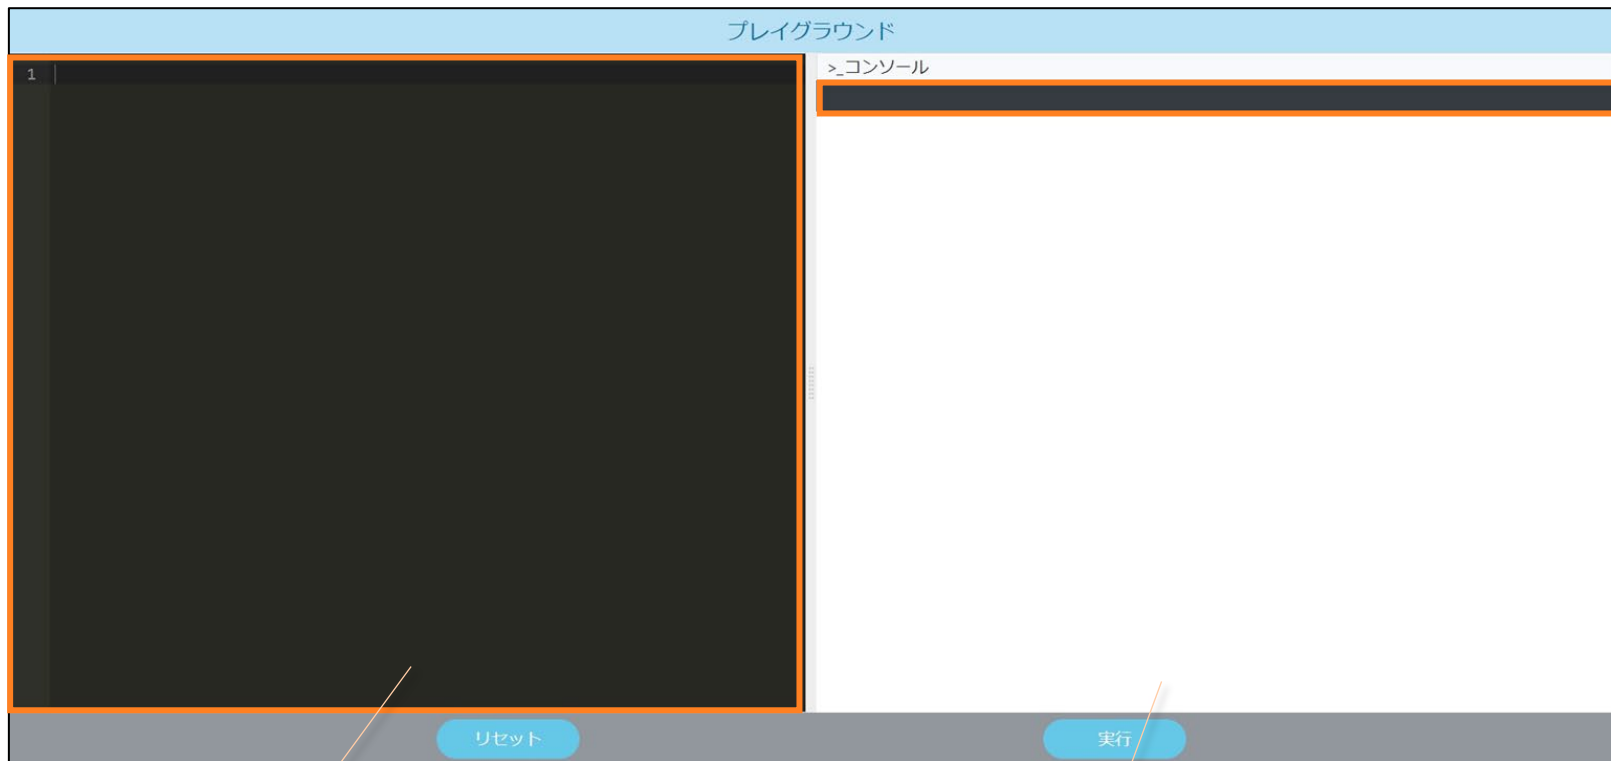 プレイグラウンド
1
>_コンソール
リセット
実行